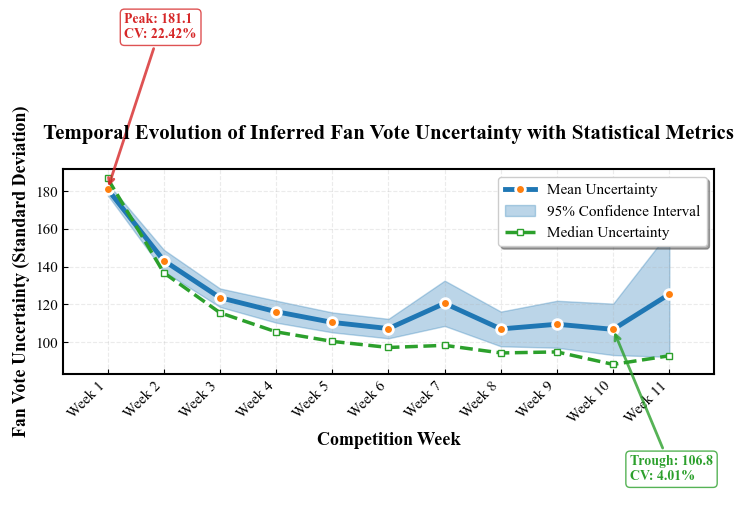 Peak: 181.1
CV: 22.42%
Temporal Evolution of Inferred Fan Vote Uncertainty with Statistical Metrics
Fan Vote Uncertainty (Standard Deviation)
180
160
140
120
100
Mean Uncertainty
95% Confidence Interval
Median Uncertainty
Week 1
Week 2
Week 3
Week 4
Week 5
Week 6
Week 7
Week 8
Week 9
Week 10
Week 11
Competition Week
Trough: 106.8
CV: 4.01%